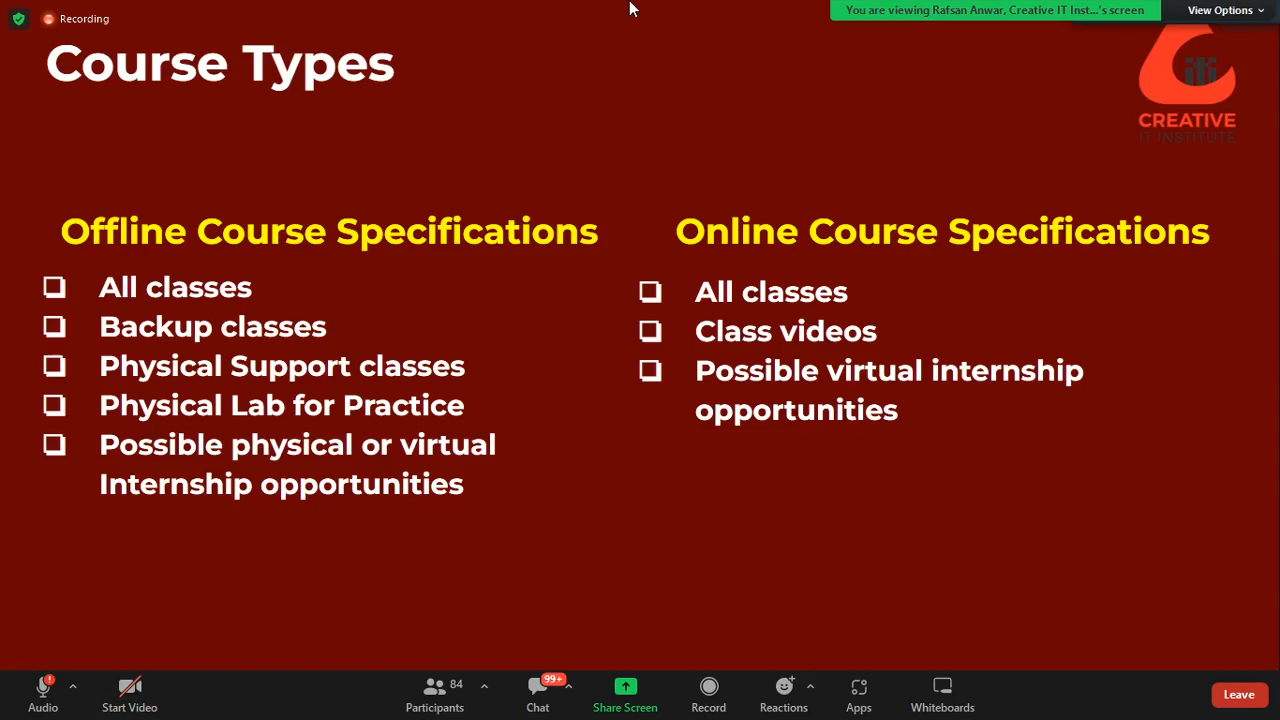 Recording
You are viewing Rafsan Anwar, Creative IT Inst...'s screen
View Options
Course Types
CREATIVE
IT INSTITUTE
Offline Course Specifications
All classes
Backup classes
Physical Support classes
Physical Lab for Practice
Possible physical or virtual
Internship opportunities
Online Course Specifications
All classes
Class videos
Possible virtual internship
opportunities
Audio
Start Video
84
Participants
99+
Chat
Share Screen
Record
Reactions
Apps
Whiteboards
Leave